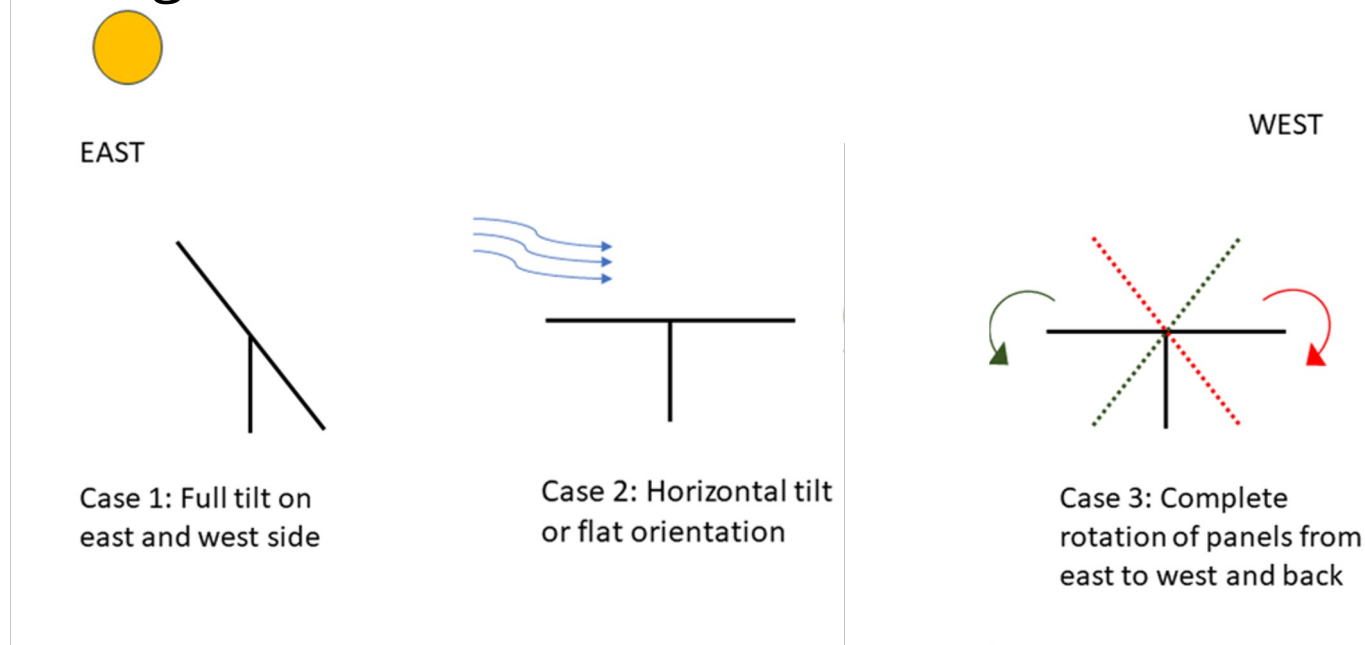 EAST
WEST
Case 1: Full tilt on
east and west side
Case 2: Horizontal tilt
or flat orientation
Case 3: Complete
rotation of panels from
east to west and back